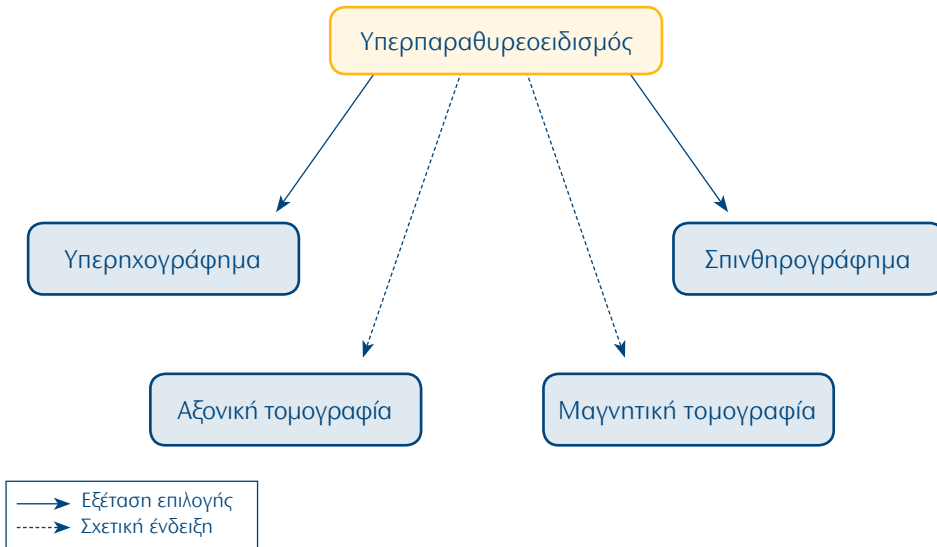 Υπερπαραθυρεοειδισμός
Υπερηχογράφημα
Σπινθηρογράφημα
Αξονική τομογραφία
Μαγνητική τομογραφία
Εξέταση επιλογής
Σχετική ένδειξη